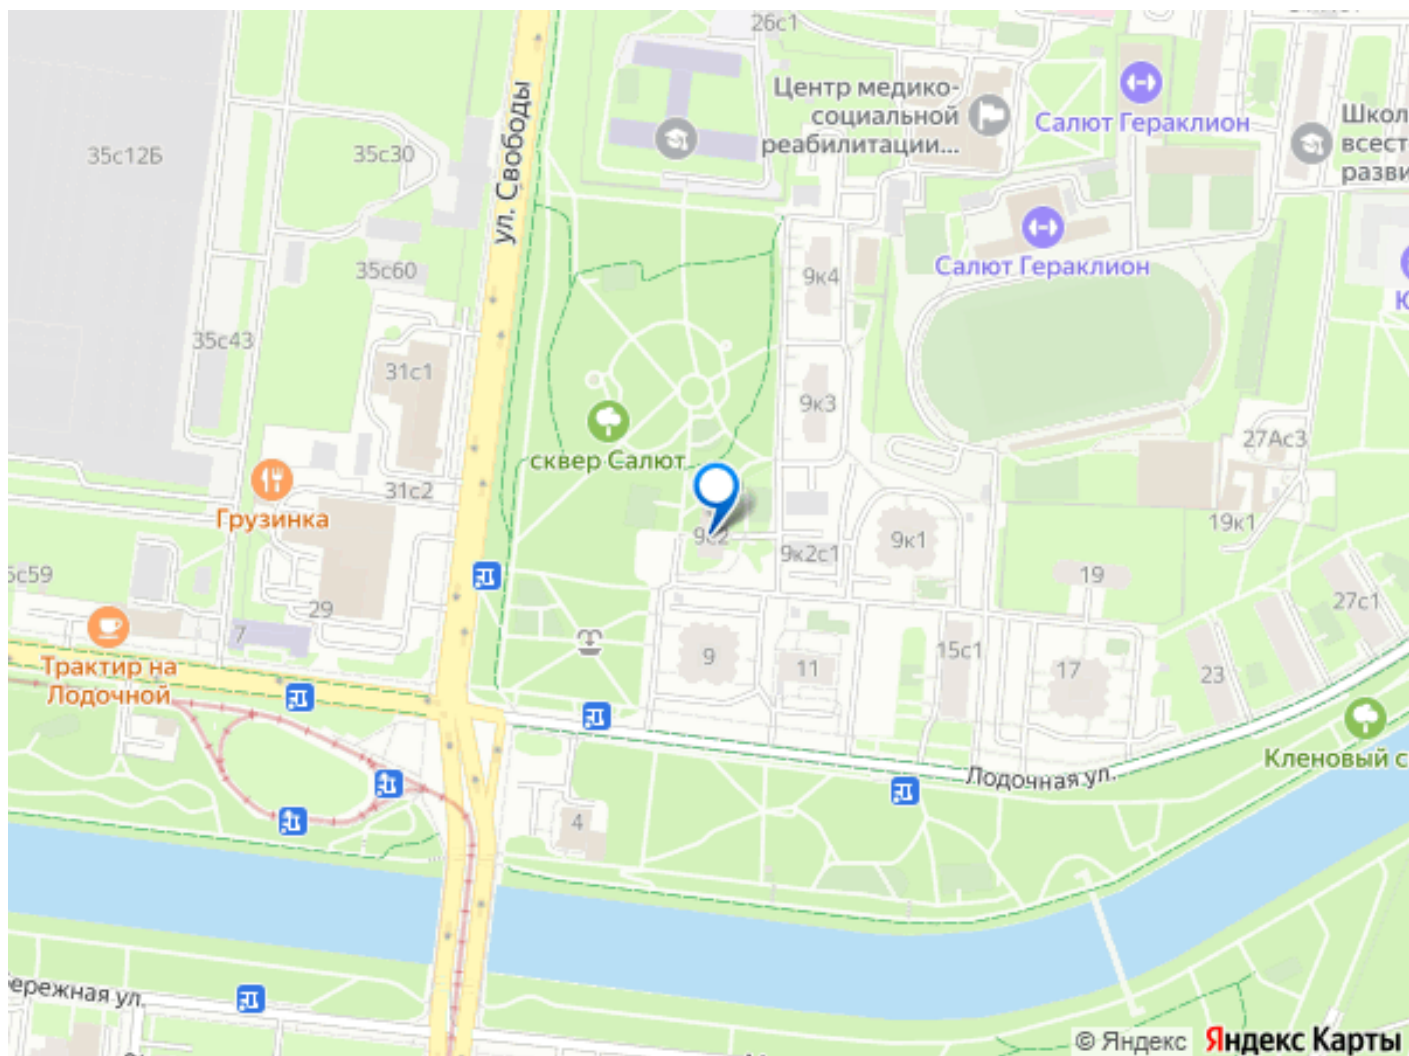 26с1
ул. Свободы
Центр медико-
социальной
реабилитации...
Салют Гераклион
Школ
всест
разви
35с12Б
35с30
Салют Гераклион
35с60
9к4
Ю
35с43
31с1
9к3
сквер Салют
27Ас3
31с2
Грузинка
9с2
9к2с1
9к1
19к1
с59
19
27с1
29
7
Трактир на
Лодочной
9
11
15с1
17
23
Кленовый с
Лодочная ул.
4
ережная ул.
© Яндекс Яндекс Карты